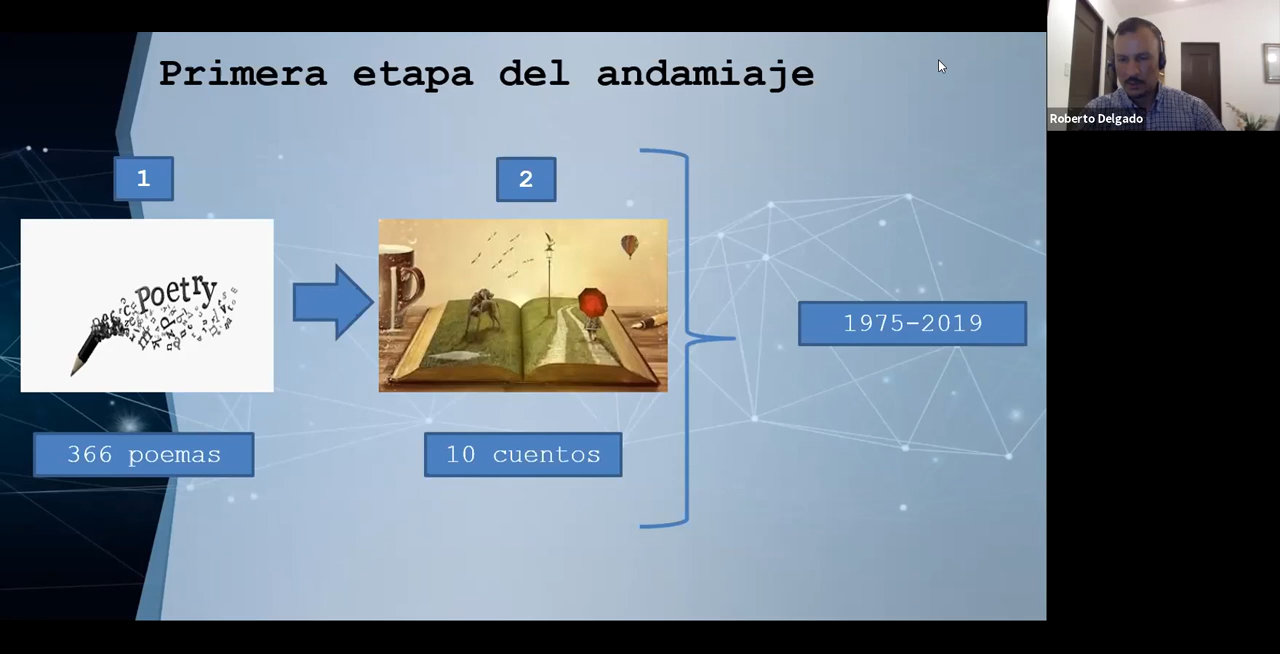 Primera etapa del andamiaje
Roberto Delgado
1
2
Poetry
1975-2019
366 poemas
10 cuentos